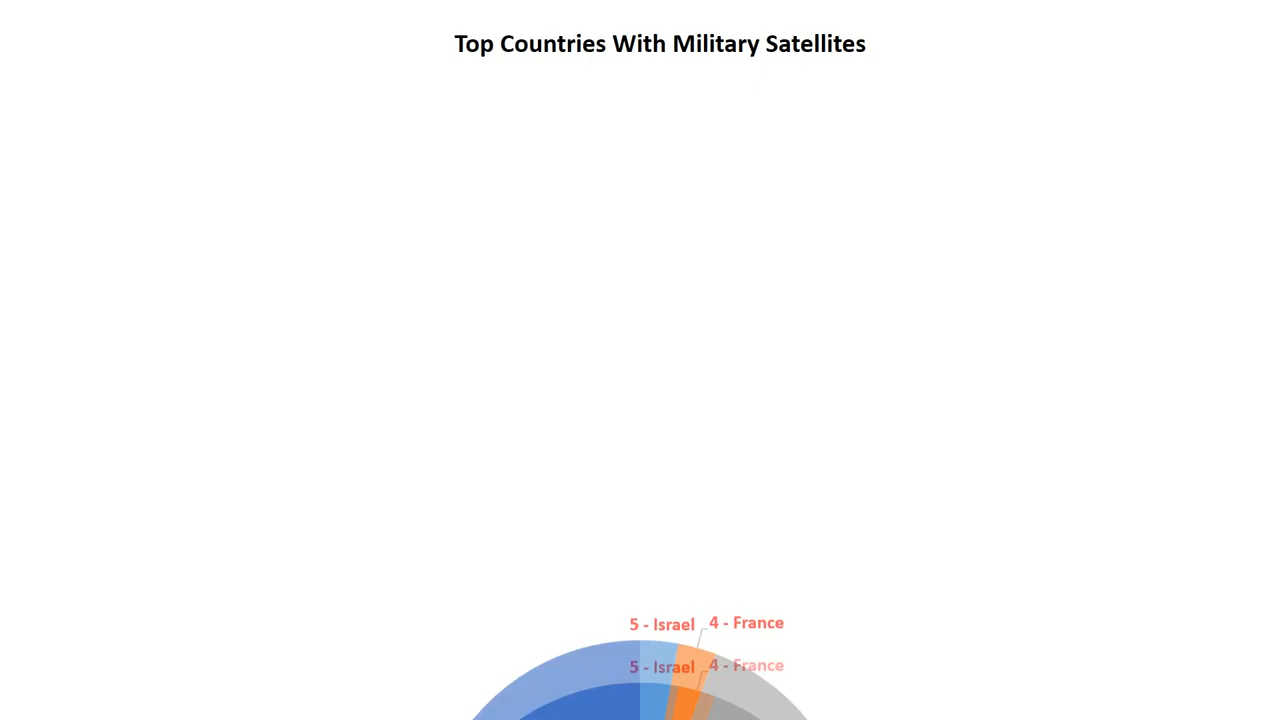 Top Countries With Military Satellites
5 - Israel 4 - France
5 - Israel 4 - France